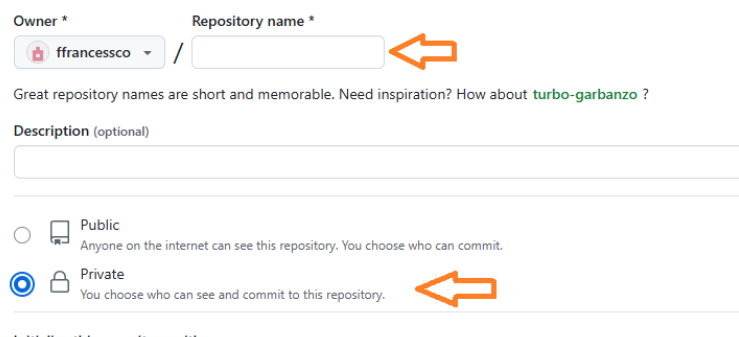 Owner * Repository name *
ffrancessco /
Great repository names are short and memorable. Need inspiration? How about turbo-garbanzo ?
Description (optional)
Public
Anyone on the internet can see this repository. You choose who can commit.
Private
You choose who can see and commit to this repository.